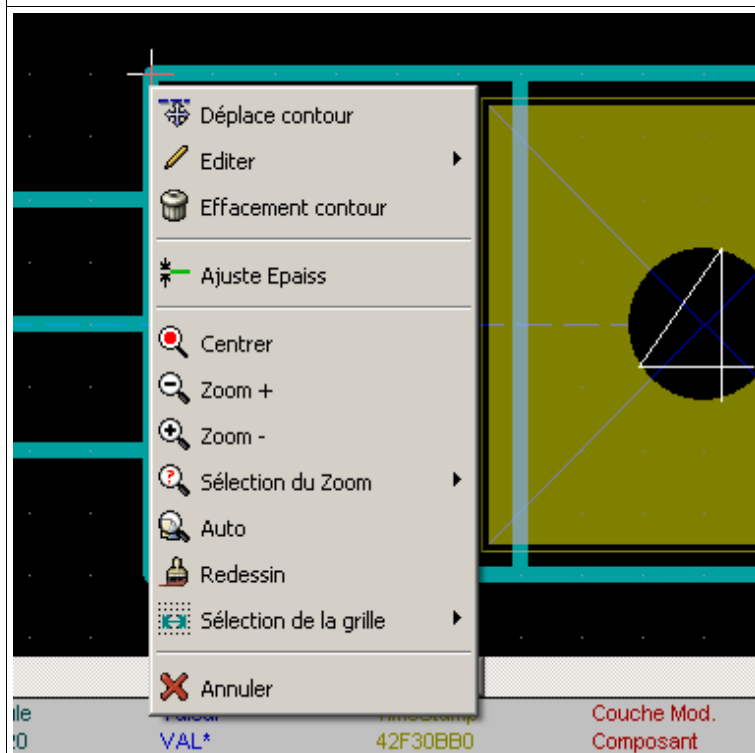 Déplace contour
Editer
Effacement contour
Ajuste Epaiss
Centrer
Zoom +
Zoom -
Sélection du Zoom
Auto
Redessin
Sélection de la grille
Annuler
4
Couche Mod.
VAL* 42F30BB0 Composant